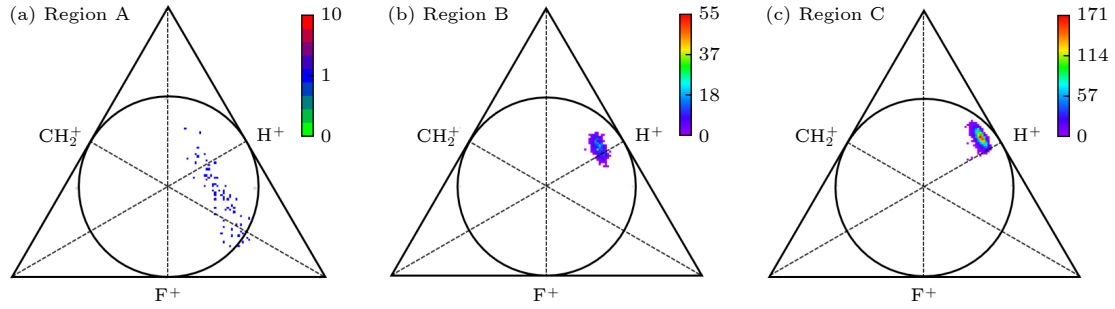 (a) Region A
10
1
0
CH₂⁺
H⁺
F⁺
(b) Region B
55
37
18
0
CH₂⁺
H⁺
F⁺
(c) Region C
171
114
57
0
CH₂⁺
H⁺
F⁺